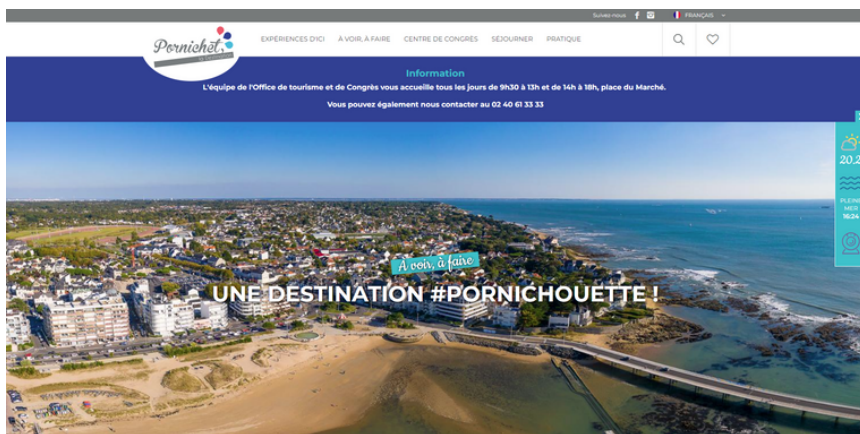 Suivez-nous
FRANÇAIS
Pornichet
EXPÉRIENCES D'ICI
À VOIR, À FAIRE
CENTRE DE CONGRÈS
SÉJOURNER
PRATIQUE
Information
L'équipe de l'Office de tourisme et de Congrès vous accueille tous les jours de 9h30 à 13h et de 14h à 18h, place du Marché.
Vous pouvez également nous contacter au 02 40 61 33 33
20,2
PLEINE
MER
16:24
À voir, à faire
UNE DESTINATION #PORNICHOUETTE !